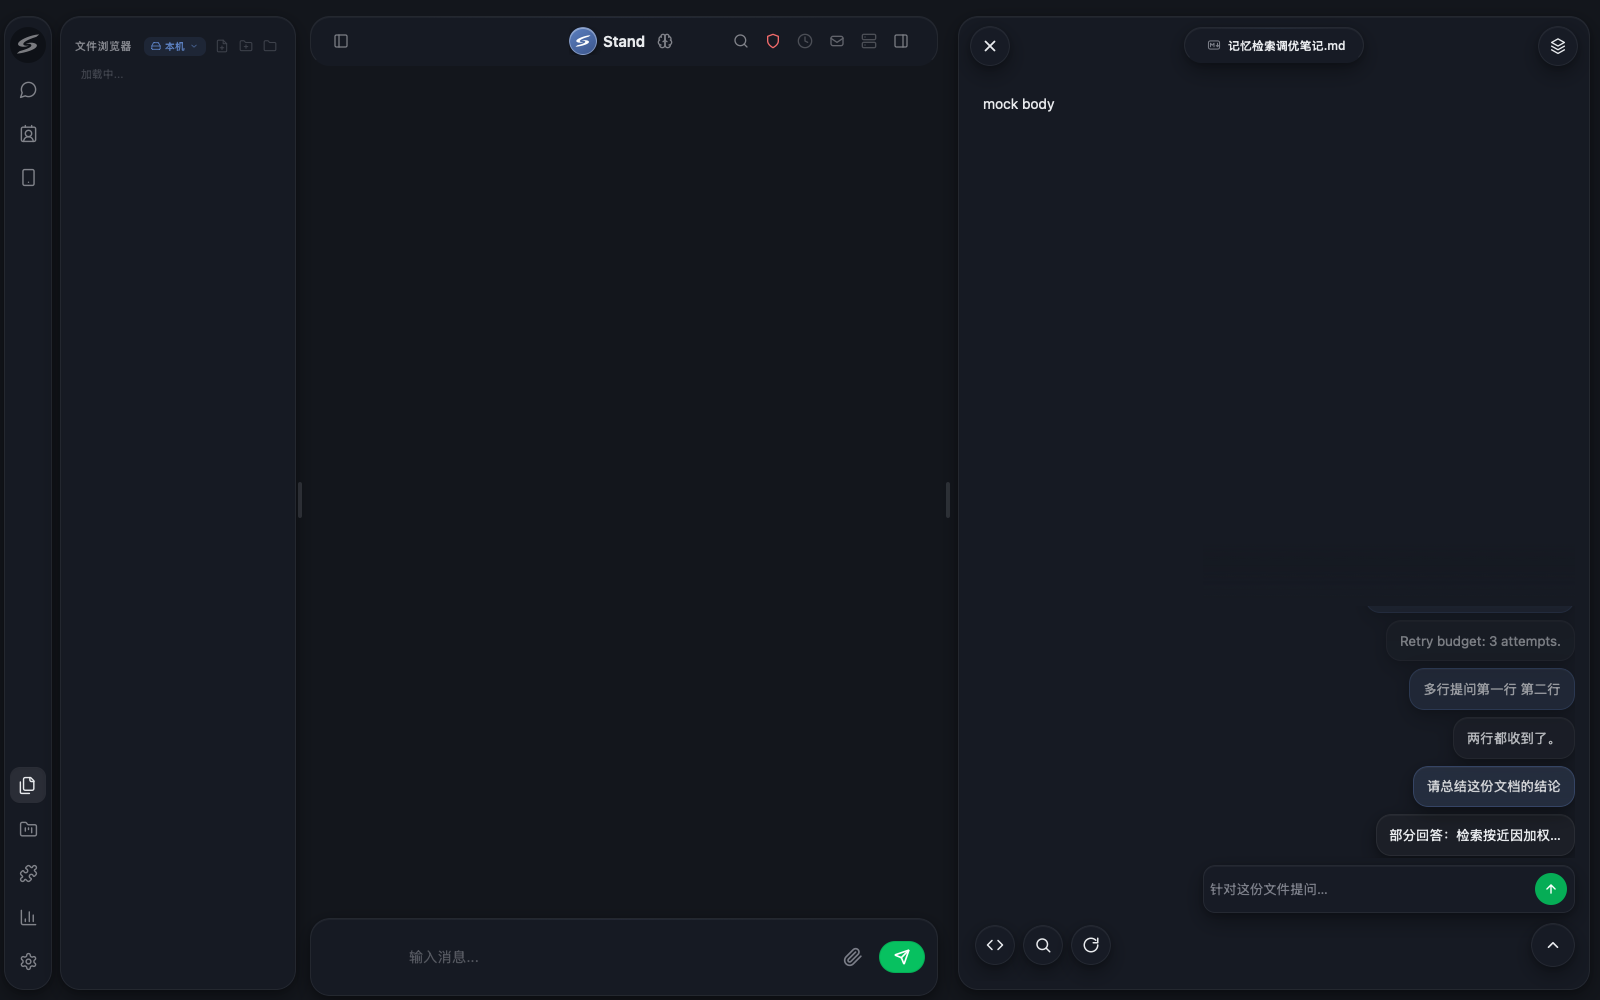 文件浏览器
本机
加载中...
Stand
输入消息...
记忆检索调优笔记.md
mock body
Retry budget: 3 attempts.
多行提问第一行 第二行
两行都收到了。
请总结这份文档的结论
部分回答：检索按近因加权...
针对这份文件提问...